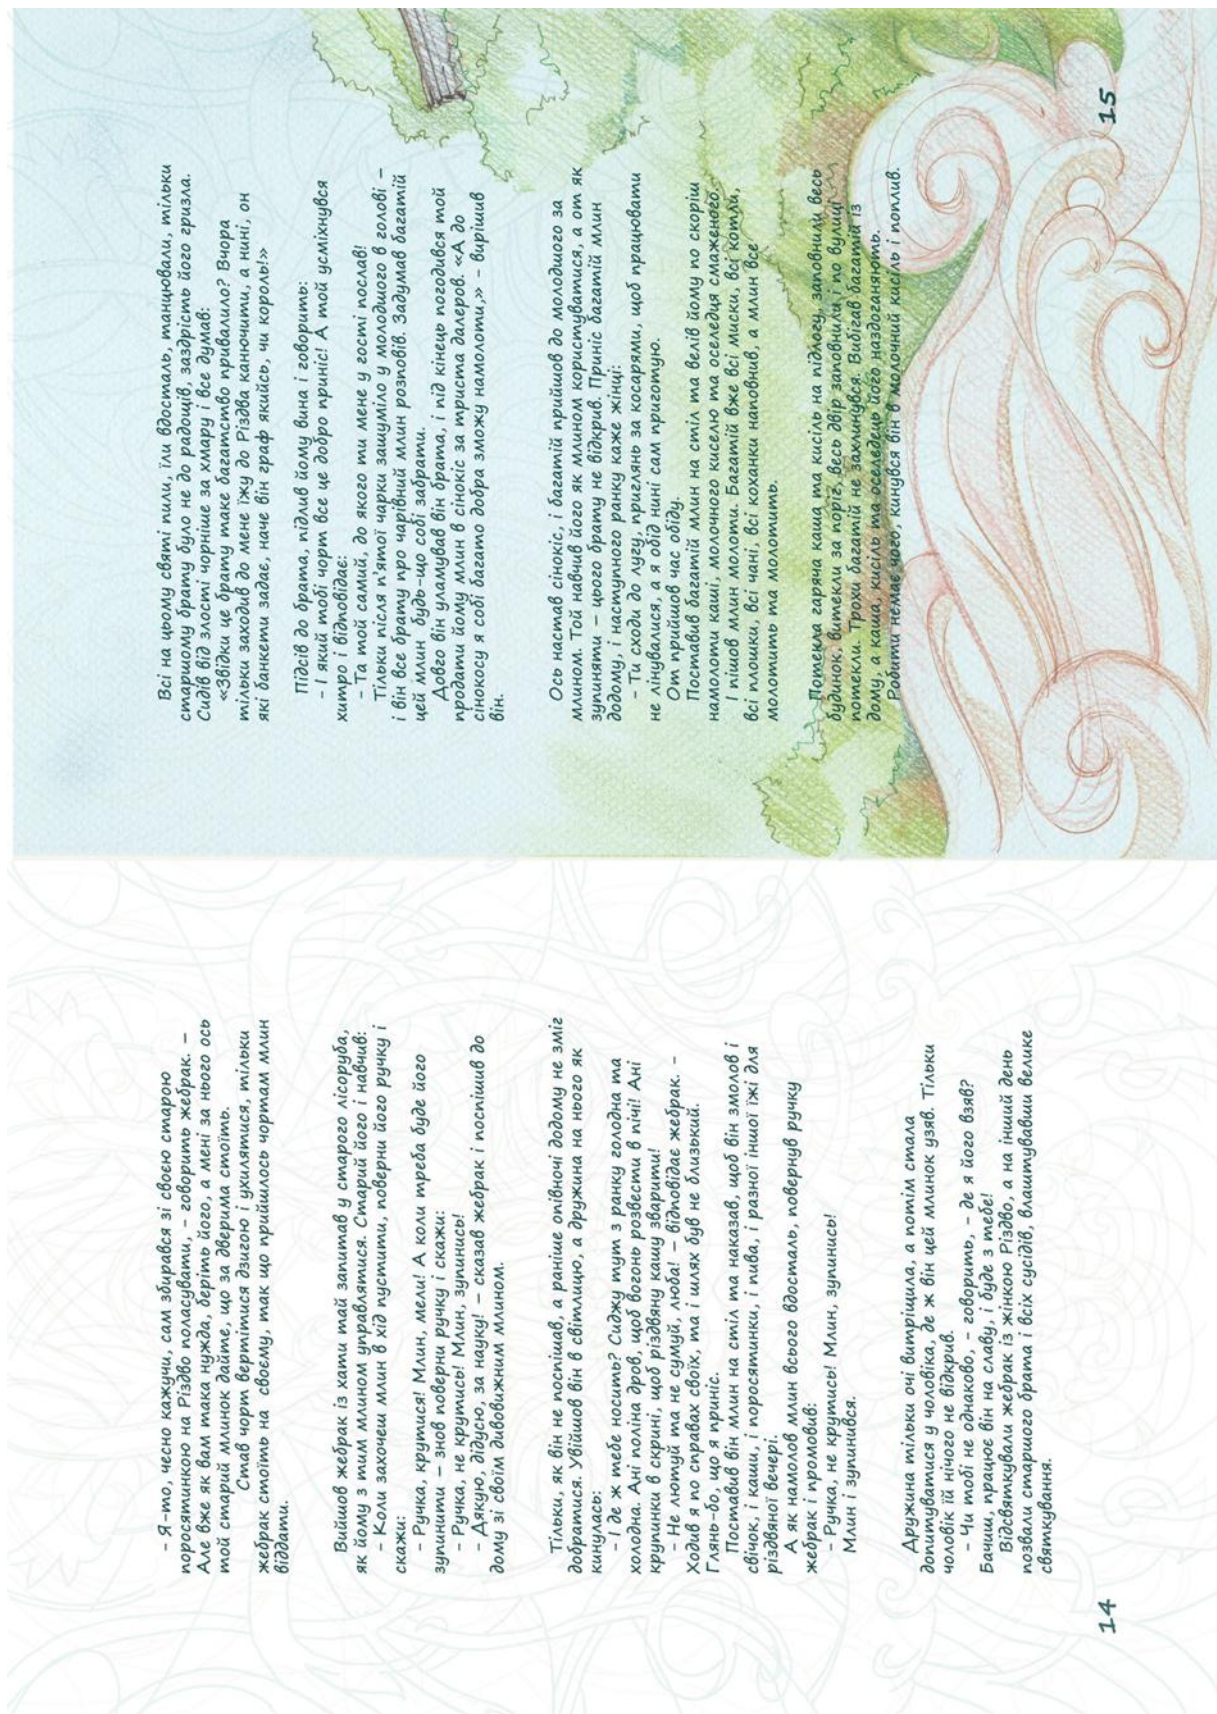 – Я-то, чесно кажучи, сам збирався зі своєю старою
поросятинкою на Різдво поласувати, – говорить жебрак. –
Але вже як вам така нужда, беріть його, а мені за нього ось
той старий млинок дайте, що за дверима стоїть.
Став чорт вертітися дзигою і ухилятися, тільки
жебрак стоїть на своєму, так що прийшлось чортам млин
віддати.
Вийшов жебрак із хати тай запитав у старого лісоруба,
як йому з тим млином управлятися. Старий його і навчив:
– Коли захочеш млин в хід пустити, поверни його ручку і
скажи:
– Ручка, крутися! Млин, мели! А коли треба буде його
зупинити – знов поверни ручку і скажи:
– Ручка, не крутись! Млин, зупинись!
– Дякую, дідусю, за науку! – сказав жебрак і поспішив до
дому зі своїм дивовижним млином.
Тільки, як він не поспішав, а раніше опівночі додому не зміг
добратися. Увійшов він в світлицю, а дружина на нього як
кинулась:
– І де ж тебе носить? Сиджу тут з ранку голодна та
холодна. Ані поліна дров, щоб вогонь розвести в пічі! Ані
крупинки в скрині, щоб різдвяну кашу зварити!
– Не лютуй та не сумуй, люба! – відповідає жебрак. –
Ходив я по справах своїх, та і шлях був не близький.
Глянь-бо, що я приніс.
Поставив він млин на стіл та наказав, щоб він змолов і
свічок, і каши, і поросятинки, і пива, і разної іншої їжі для
різдвяної вечері.
А як намолов млин всього вдосталь, повернув ручку
жебрак і промовив:
– Ручка, не крутись! Млин, зупинись!
Млин і зупинився.
Дружина тільки очі витріщила, а потім стала
допитуватися у чоловіка, де ж він цей млинок узяв. Тільки
чоловік їй нічого не відкрив.
– Чи тобі не однаково, – говорить, – де я його взяв?
Бачиш, працює він на славу, і буде з тебе!
Відсвяткували жебрак із жінкою Різдво, а на інший день
позвали старшого брата і всіх сусідів, влаштувавши велике
святкування.
14
Всі на цьому святі пили, їли вдосталь, танцювали, тільки
старшому брату було не до радощів, заздрість його гризла.
Сидів від злості чорніше за хмару і все думав:
«Звідки це брату таке багатство привалило? Вчора
тільки заходив до мене їжу до Різдва канючити, а нині, он
які банкети задає, наче він граф якийсь, чи король!»
Підсів до брата, підлив йому вина і говорить:
– І який тобі чорт все це добро приніс! А той усміхнувся
хитро і відповідає:
– Та той самий, до якого ти мене у гості послав!
Тільки після п'ятої чарки зашуміло у молодшого в голові –
і він все брату про чарівний млин розповів. Задумав багатій
цей млин будь-що собі забрати.
Довго він уламував він брата, і під кінець погодився той
продати йому млин в сінокіс за триста далеров. «А до
сінокосу я собі багато добра зможу намолоти,» – вирішив
він.
Ось настав сінокіс, і багатій прийшов до молодшого за
млином. Той навчив його як млином користуватися, а от як
зупиняти – цього брату не відкрив. Приніс багатій млин
додому, і наступного ранку каже жінці:
– Ти сходи до лугу, приглянь за косарями, щоб працювати
не лінувалися, а я обід нині сам приготую.
От прийшов час обіду.
Поставив багатій млин на стіл та велів йому по скоріш
намолоти каші, молочного киселю та оселедця смаженого.
І пішов млин молоти. Багатій вже всі миски, всі котли,
всі плошки, всі чані, всі коханки наповнив, а млин все
молотить та молотить.
Потекла гаряча каша та кисіль на підлогу, заповнили весь
будинок, витекли за поріг, весь двір заповнили і по вулиці
потекли. Трохи багатій не захлинувся. Вибігав багатій із
дому, а каша, кисіль та оселедець його наздоганяють.
Робити немає чого, кинувся він в молочний кисіль і поплив.
15